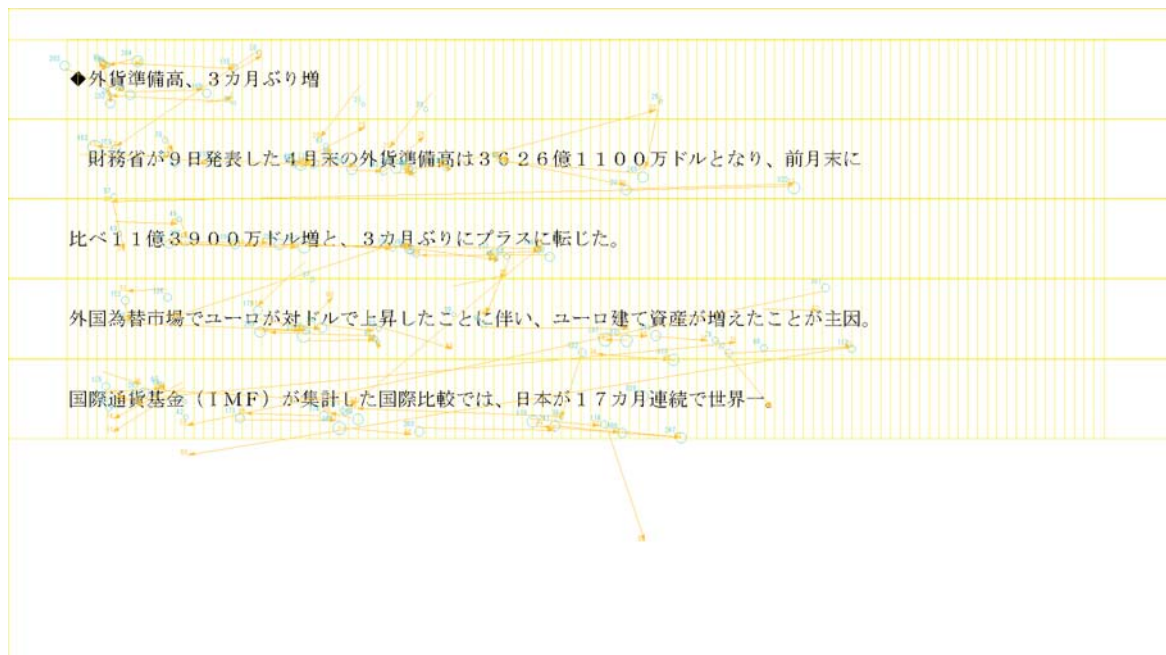 ◆外貨準備高、3カ月ぶり増
財務省が9日発表した4月末の外貨準備高は3626億1100万ドルとなり、前月末に
比べ11億3900万ドル増と、3カ月ぶりにプラスに転じた。
外国為替市場でユーロが対ドルで上昇したことに伴い、ユーロ建て資産が増えたことが主因。
国際通貨基金(IMF)が集計した国際比較では、日本が17カ月連続で世界一。